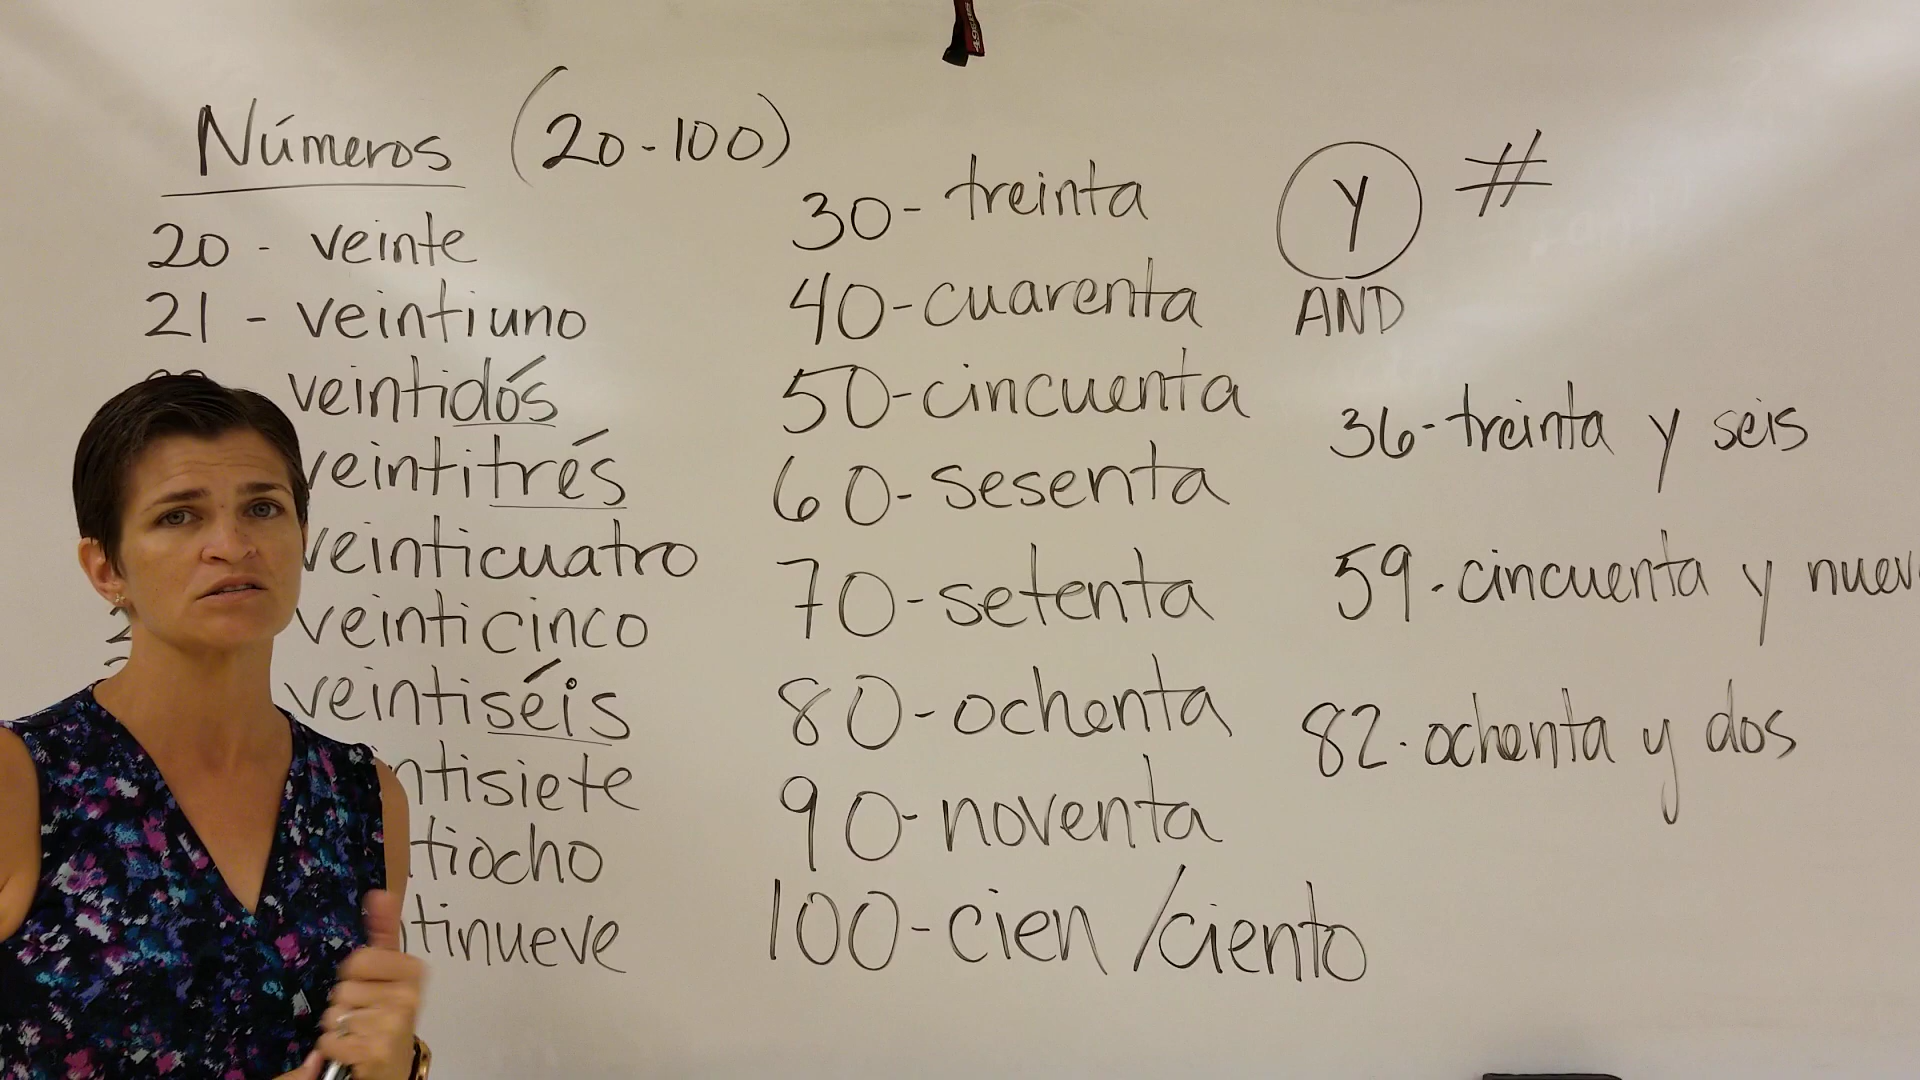 Números (20-100)
20 - veinte
21 - veintiuno
- veintidós
veintitrés
veinticuatro
veinticinco
veintiséis
ntisiete
tiocho
tinueve
30- treinta
40-cuarenta
50-cincuenta
60-sesenta
70-setenta
80-ochenta
90-noventa
100-cien /ciento
y #
AND
36-treinta y seis
59-cincuenta y nuev
82-ochenta y dos
49ERS